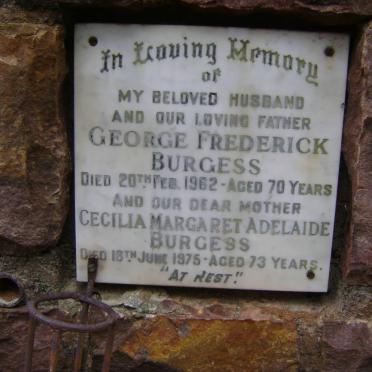 In Loving Memory
of
MY BELOVED HUSBAND
AND OUR LOVING FATHER
GEORGE FREDERICK
BURGESS
DIED 20TH FEB. 1962 - AGED 70 YEARS
AND OUR DEAR MOTHER
CECILIA MARGARET ADELAIDE
BURGESS
DIED 18TH JUNE 1975 - AGED 73 YEARS.
"AT REST."